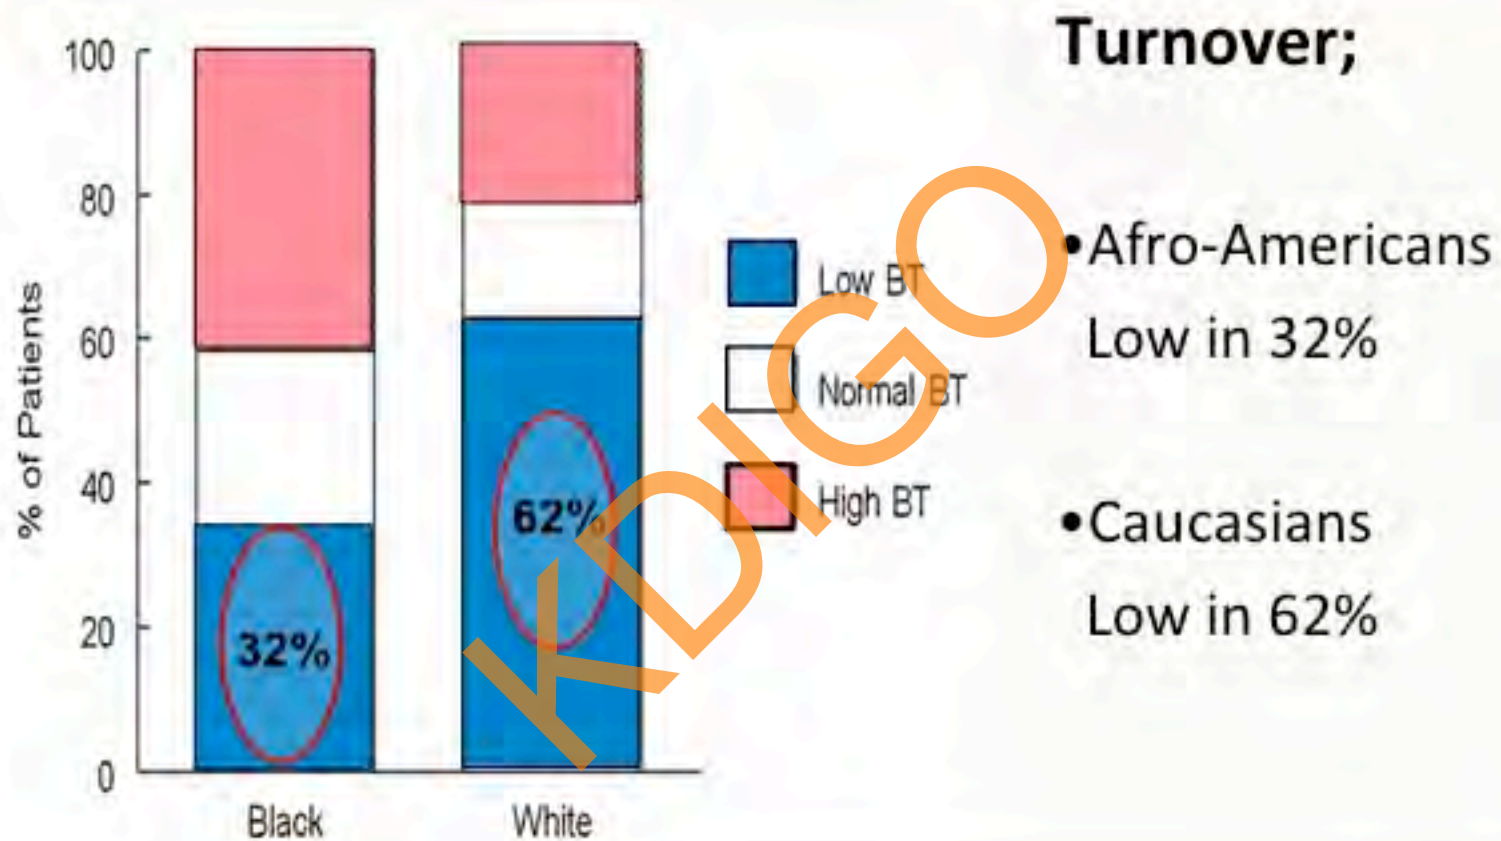 % of Patients
100
80
60
40
20
0
32%
62%
Black
White
Low BT
Normal BT
High BT
KDIGO
Turnover;
•Afro-Americans
Low in 32%
•Caucasians
Low in 62%